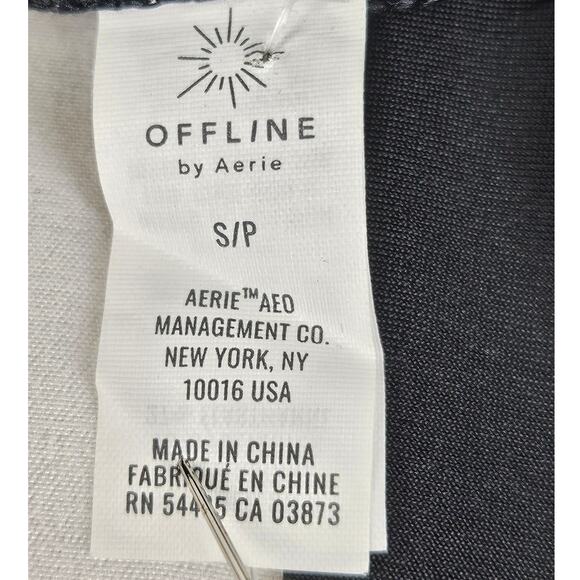 OFFLINE
by Aerie
S/P
AERIE™AEO
MANAGEMENT CO.
NEW YORK, NY
10016 USA
MADE IN CHINA
FABRIQUÉ EN CHINE
RN CA 03873